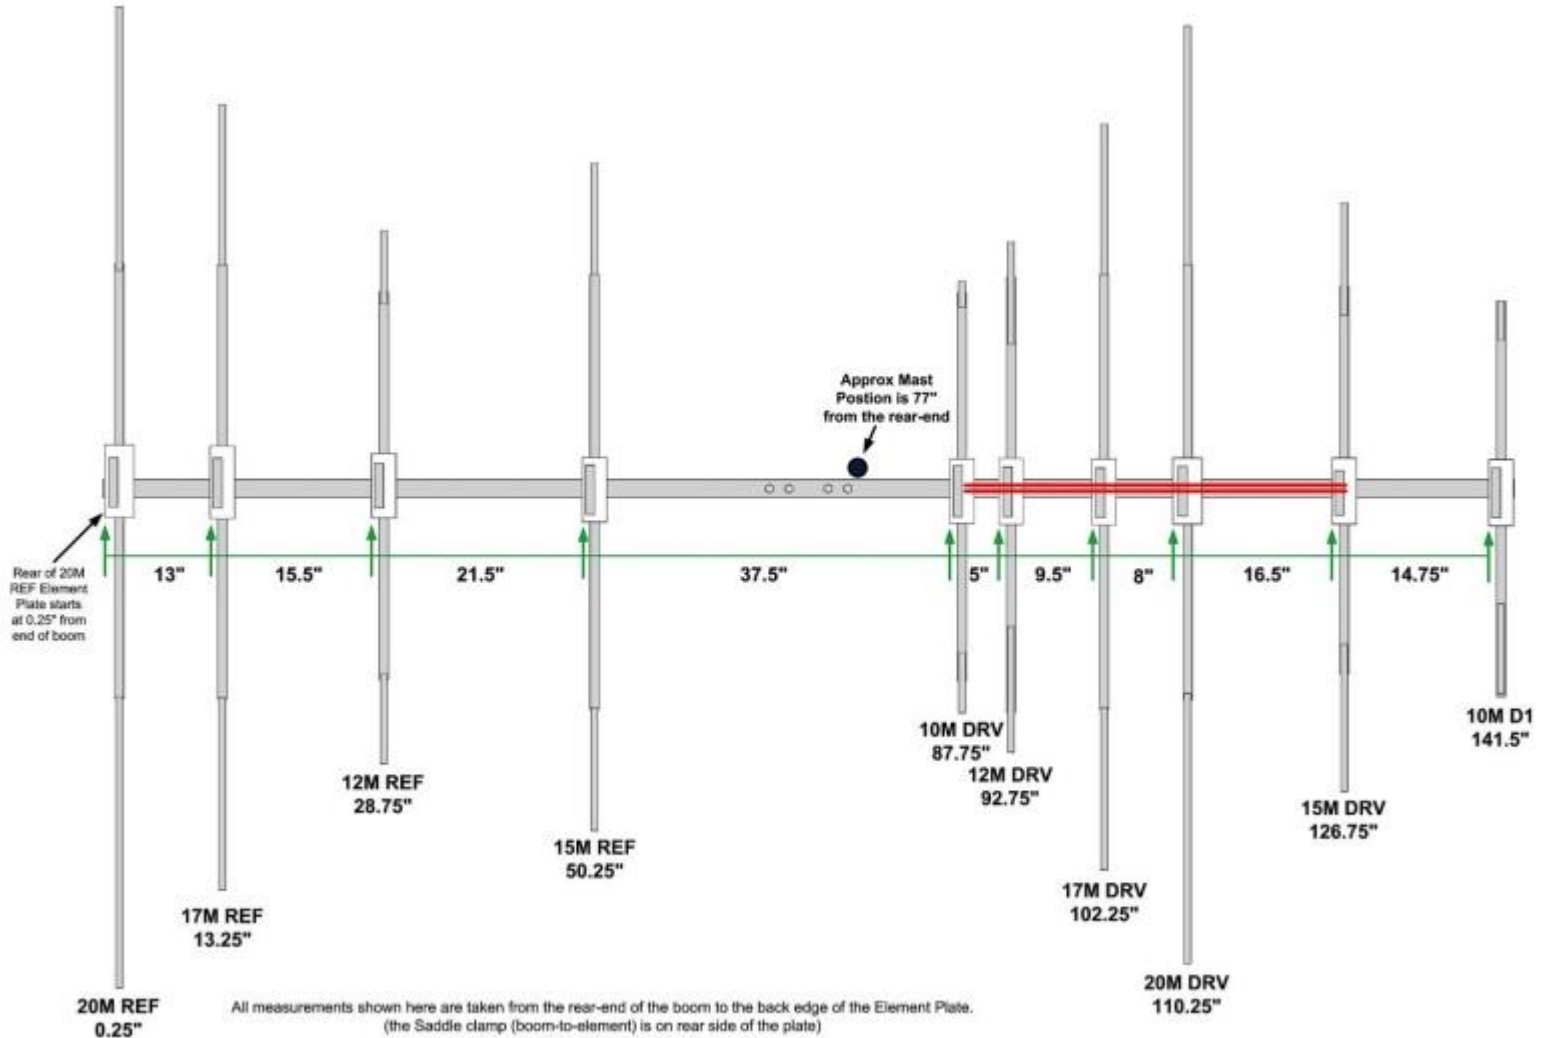 Approx Mast
Postion is 77"
from the rear-end
Rear of 20M
REF Element
Plate starts
at 0.25" from
end of boom
13"
15.5"
21.5"
37.5"
5"
9.5"
8"
16.5"
14.75"
10M DRV
87.75"
10M D1
141.5"
12M REF
28.75"
12M DRV
92.75"
15M DRV
126.75"
15M REF
50.25"
17M DRV
102.25"
17M REF
13.25"
20M DRV
110.25"
20M REF
0.25"
All measurements shown here are taken from the rear-end of the boom to the back edge of the Element Plate.
(the Saddle clamp (boom-to-element) is on rear side of the plate)